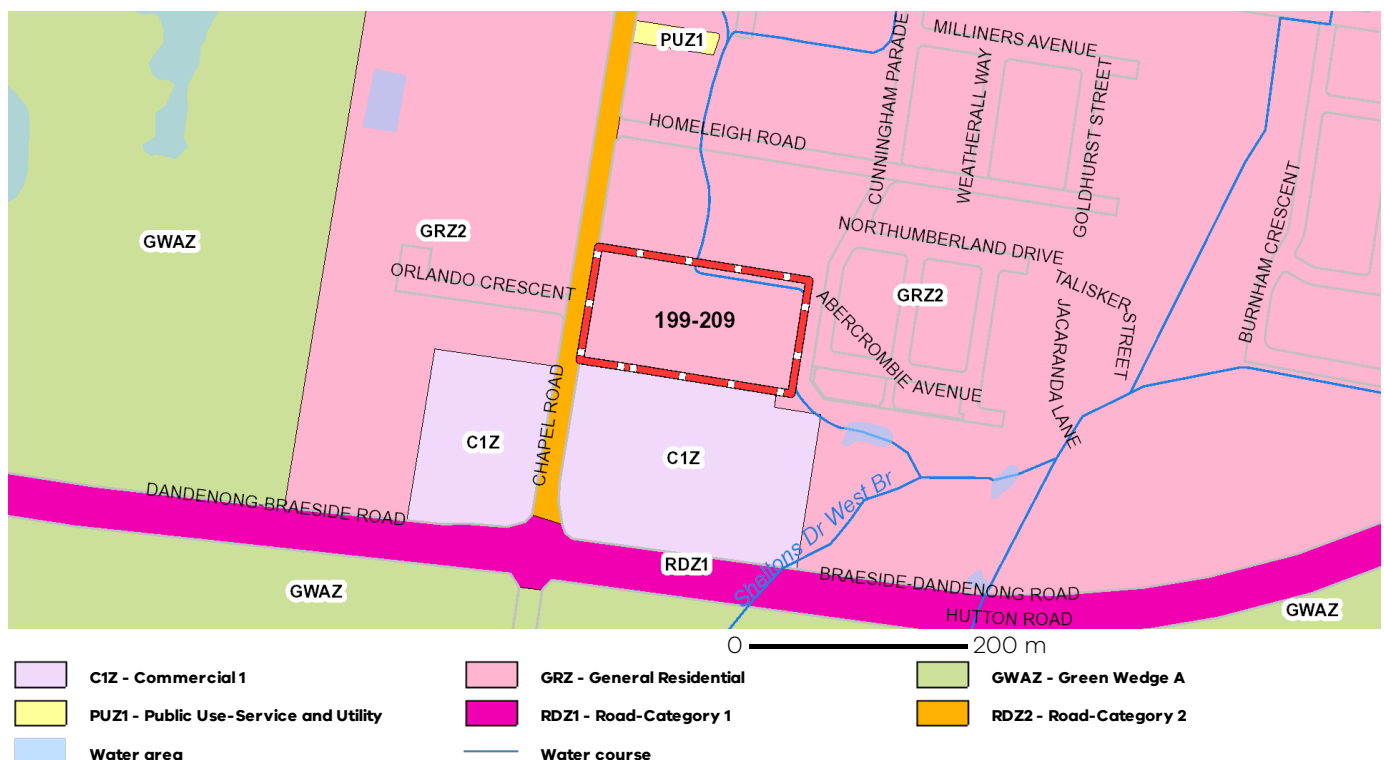 PUZ1
MILLINERS AVENUE
CUNNINGHAM PARADE
WEATHERALL WAY
GOLDHURST STREET
HOMELEIGH ROAD
BURNHAM CRESCENT
GWAZ
GRZ2
NORTHUMBERLAND DRIVE
ORLANDO CRESCENT
TALISKER STREET
GRZ2
199-209
ABERCROMBIE AVENUE
JACARANDA LANE
CHAPEL ROAD
C1Z
C1Z
DANDENONG-BRAESIDE ROAD
Sheltons Dr West Br
RDZ1
BRAESIDE-DANDENONG ROAD
GWAZ
HUTTON ROAD
GWAZ
0 200 m
C1Z - Commercial 1
GRZ - General Residential
GWAZ - Green Wedge A
PUZ1 - Public Use-Service and Utility
RDZ1 - Road-Category 1
RDZ2 - Road-Category 2
Water area
Water course